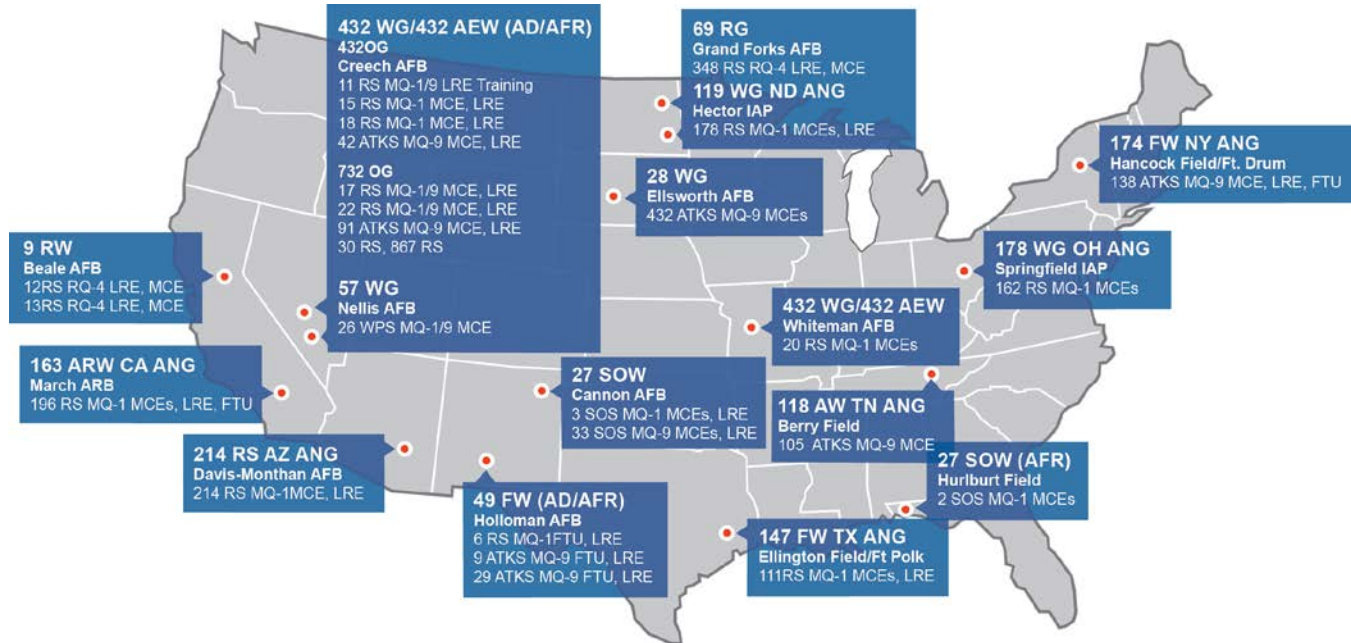 432 WG/432 AEW (AD/AFR)
432OG
Creech AFB
11 RS MQ-1/9 LRE Training
15 RS MQ-1 MCE, LRE
18 RS MQ-1 MCE, LRE
42 ATKS MQ-9 MCE, LRE
732 OG
17 RS MQ-1/9 MCE, LRE
22 RS MQ-1/9 MCE, LRE
91 ATKS MQ-9 MCE, LRE
30 RS, 867 RS
57 WG
Nellis AFB
26 WPS MQ-1/9 MCE
69 RG
Grand Forks AFB
348 RS RQ-4 LRE, MCE
119 WG ND ANG
Hector IAP
178 RS MQ-1 MCEs, LRE
174 FW NY ANG
Hancock Field/Ft. Drum
138 ATKS MQ-9 MCE, LRE, FTU
28 WG
Ellsworth AFB
432 ATKS MQ-9 MCEs
9 RW
Beale AFB
12RS RQ-4 LRE, MCE
13RS RQ-4 LRE, MCE
178 WG OH ANG
Springfield IAP
162 RS MQ-1 MCEs
432 WG/432 AEW
Whiteman AFB
20 RS MQ-1 MCEs
163 ARW CA ANG
March ARB
196 RS MQ-1 MCEs, LRE, FTU
27 SOW
Cannon AFB
3 SOS MQ-1 MCEs, LRE
33 SOS MQ-9 MCEs, LRE
118 AW TN ANG
Berry Field
105 ATKS MQ-9 MCE
214 RS AZ ANG
Davis-Monthan AFB
214 RS MQ-1MCE, LRE
27 SOW (AFR)
Hurlburt Field
2 SOS MQ-1 MCEs
49 FW (AD/AFR)
Holloman AFB
6 RS MQ-1FTU, LRE
9 ATKS MQ-9 FTU, LRE
29 ATKS MQ-9 FTU, LRE
147 FW TX ANG
Ellington Field/Ft Polk
111RS MQ-1 MCEs, LRE